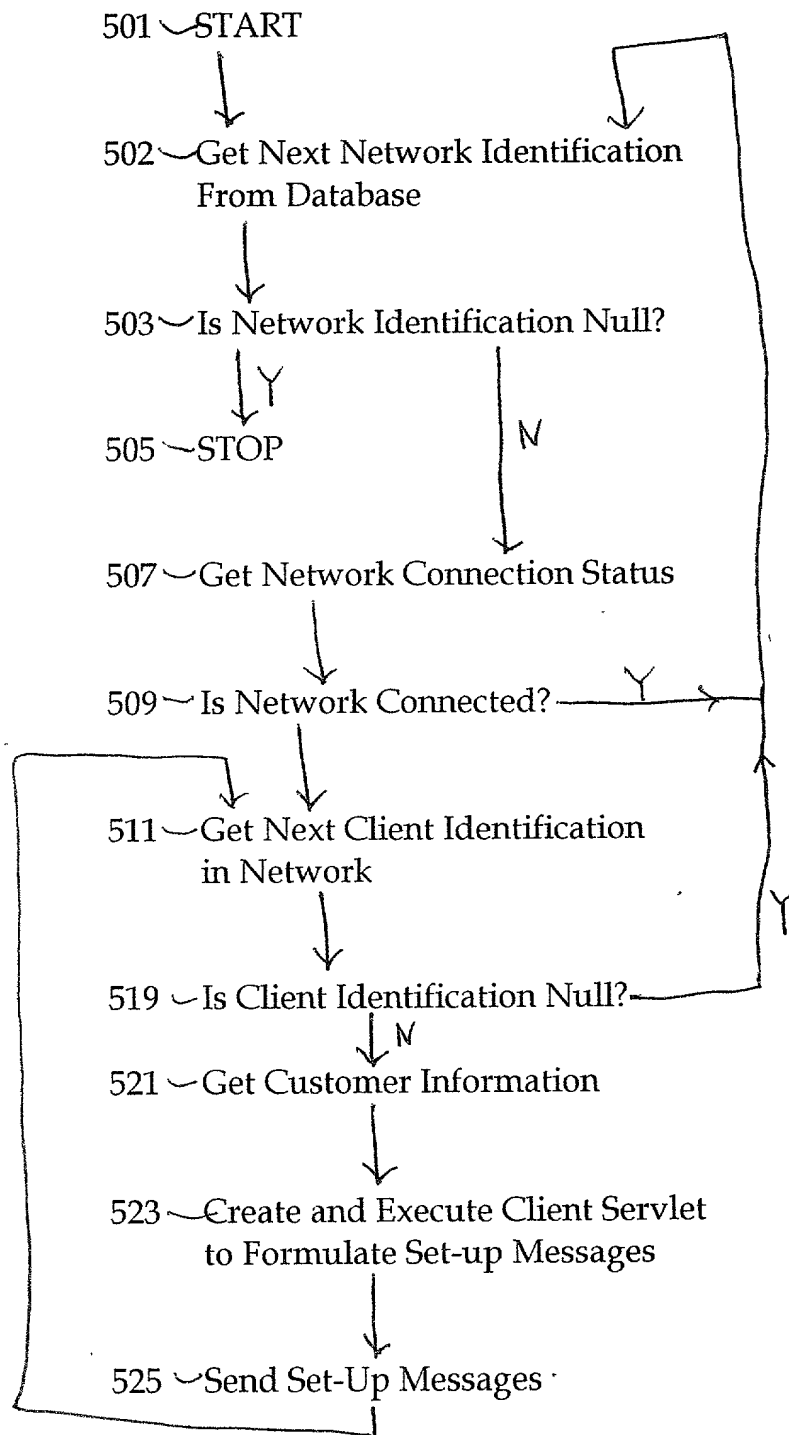 501 START
502 Get Next Network Identification
From Database
503 Is Network Identification Null?
Y
505 STOP
N
507 Get Network Connection Status
509 Is Network Connected?
Y
511 Get Next Client Identification
in Network
Y
519 Is Client Identification Null?
N
521 Get Customer Information
523 Create and Execute Client Servlet
to Formulate Set-up Messages
525 Send Set-Up Messages